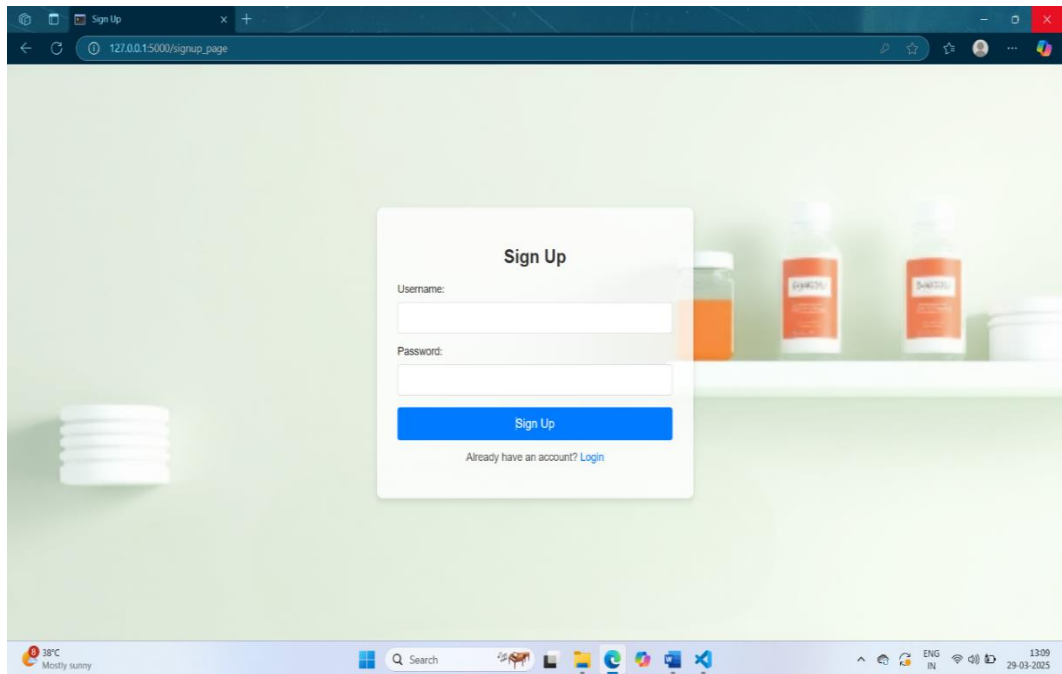 Sign Up
127.0.0.1:5000/signup_page
Sign Up
Username:
Password:
Sign Up
Already have an account? Login
8
38°C
Mostly sunny
Search
ENG
IN
13:09
29-03-2025